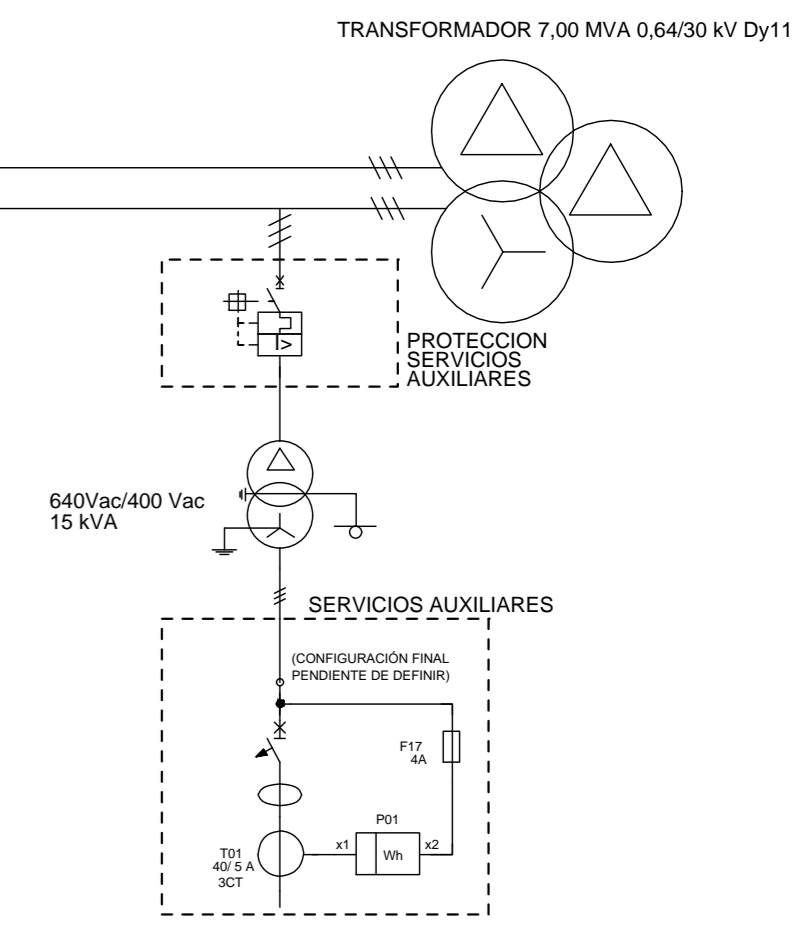 TRANSFORMADOR 7,00 MVA 0,64/30 kV Dy11
I>
PROTECCION
SERVICIOS
AUXILIARES
640Vac/400 Vac
15 kVA
SERVICIOS AUXILIARES
(CONFIGURACIÓN FINAL
PENDIENTE DE DEFINIR)
F17
4A
P01
x1
Wh
x2
T01
40/ 5 A
3CT